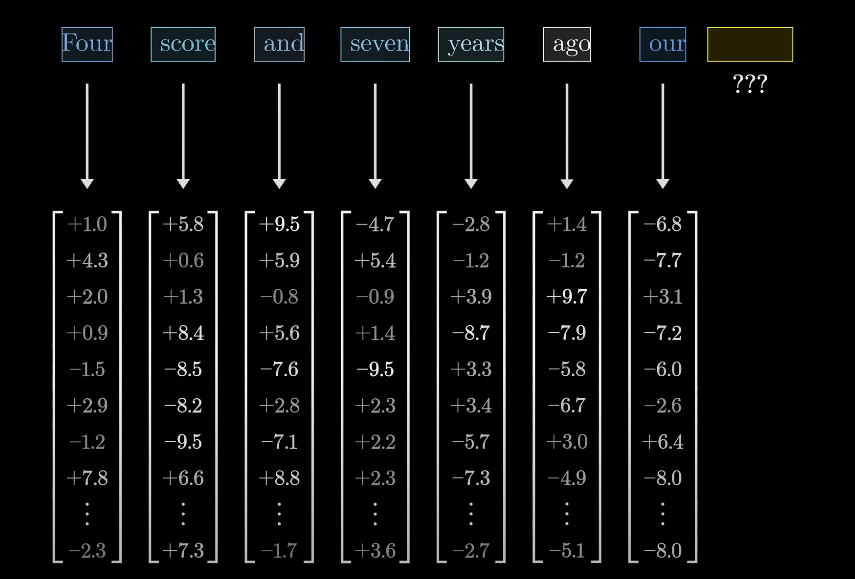 Four score and seven years ago our
???
+1.0 +5.8 +9.5 −4.7 −2.8 +1.4 −6.8
+4.3 +0.6 +5.9 +5.4 −1.2 −1.2 −7.7
+2.0 +1.3 −0.8 −0.9 +3.9 +9.7 +3.1
+0.9 +8.4 +5.6 +1.4 −8.7 −7.9 −7.2
−1.5 −8.5 −7.6 −9.5 +3.3 −5.8 −6.0
+2.9 −8.2 +2.8 +2.3 +3.4 −6.7 −2.6
−1.2 −9.5 −7.1 +2.2 −5.7 +3.0 +6.4
+7.8 +6.6 +8.8 +2.3 −7.3 −4.9 −8.0
⋮ ⋮ ⋮ ⋮ ⋮ ⋮ ⋮
−2.3 +7.3 −1.7 +3.6 −2.7 −5.1 −8.0